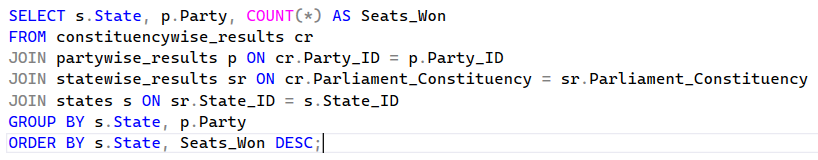 SELECT s.State, p.Party, COUNT(*) AS Seats_Won
FROM constituencywise_results cr
JOIN partywise_results p ON cr.Party_ID = p.Party_ID
JOIN statewise_results sr ON cr.Parliament_Constituency = sr.Parliament_Constituency
JOIN states s ON sr.State_ID = s.State_ID
GROUP BY s.State, p.Party
ORDER BY s.State, Seats_Won DESC;